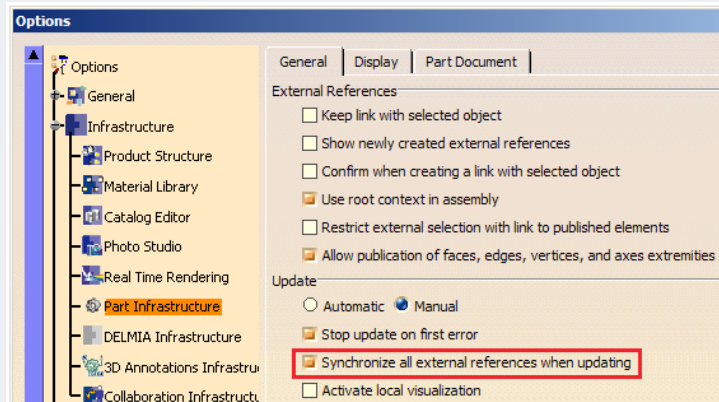 Options
Options
General
Infrastructure
Product Structure
Material Library
Catalog Editor
Photo Studio
Real Time Rendering
Part Infrastructure
DELMIA Infrastructure
3D Annotations Infrastru
Collaboration Infrastruct
General Display Part Document
External References
Keep link with selected object
Show newly created external references
Confirm when creating a link with selected object
Use root context in assembly
Restrict external selection with link to published elements
Allow publication of faces, edges, vertices, and axes extremities
Update
Automatic Manual
Stop update on first error
Synchronize all external references when updating
Activate local visualization